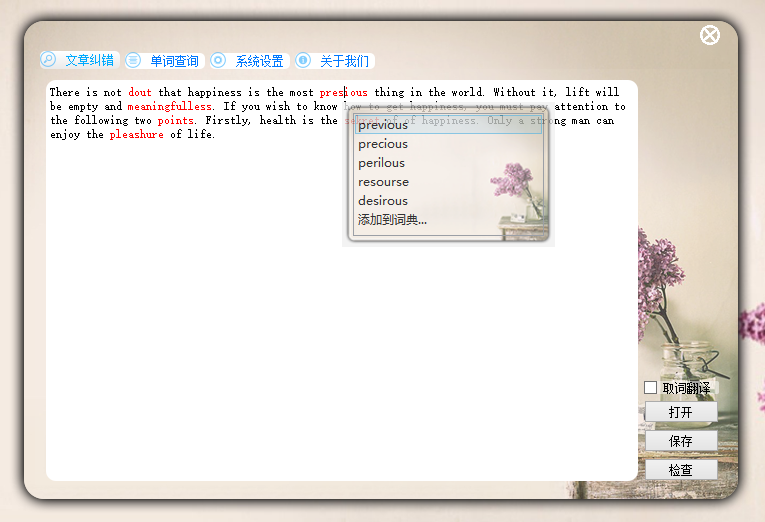 文章纠错 单词查询 系统设置 关于我们
There is not dout that happiness is the most presious thing in the world. Without it, lift will
be empty and meaningfulless. If you wish to know how to get happiness, you must pay attention to
the following two points. Firstly, health is the secret of of happiness. Only a strong man can
enjoy the pleashure of life.
previous
precious
perilous
resourse
desirous
添加到词典...
取词翻译
打开
保存
检查